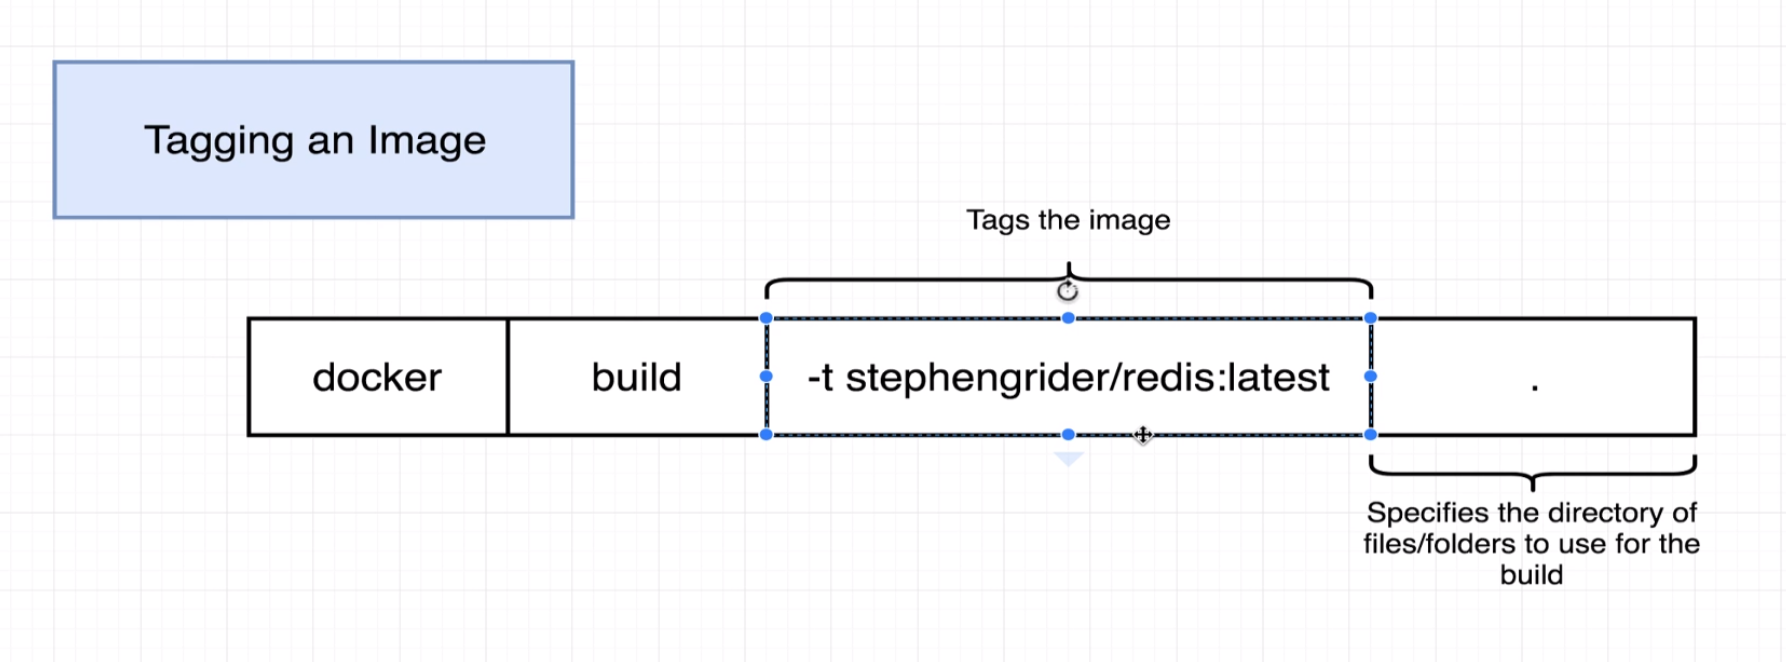 Tagging an Image
Tags the image
docker build -t stephengrider/redis:latest .
Specifies the directory of
files/folders to use for the
build